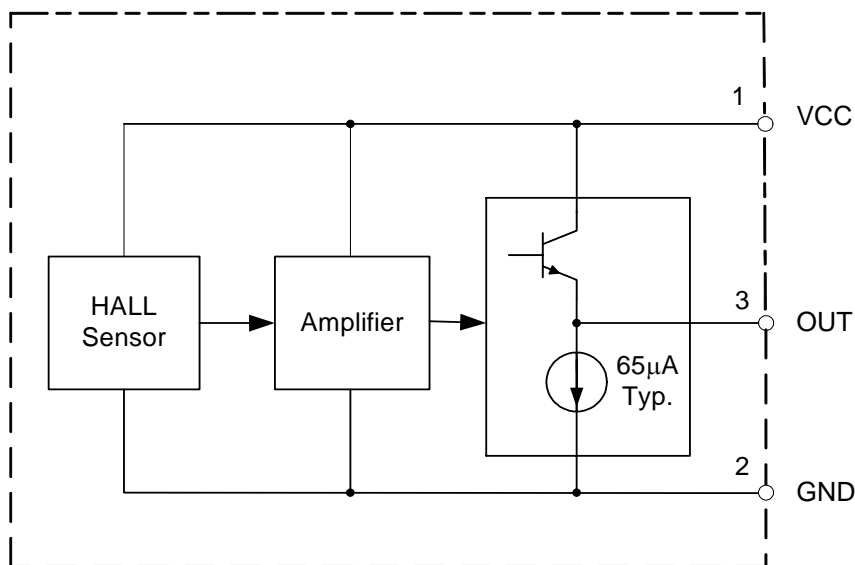 1
VCC
HALL
Sensor
Amplifier
3
OUT
65μA
Typ.
2
GND